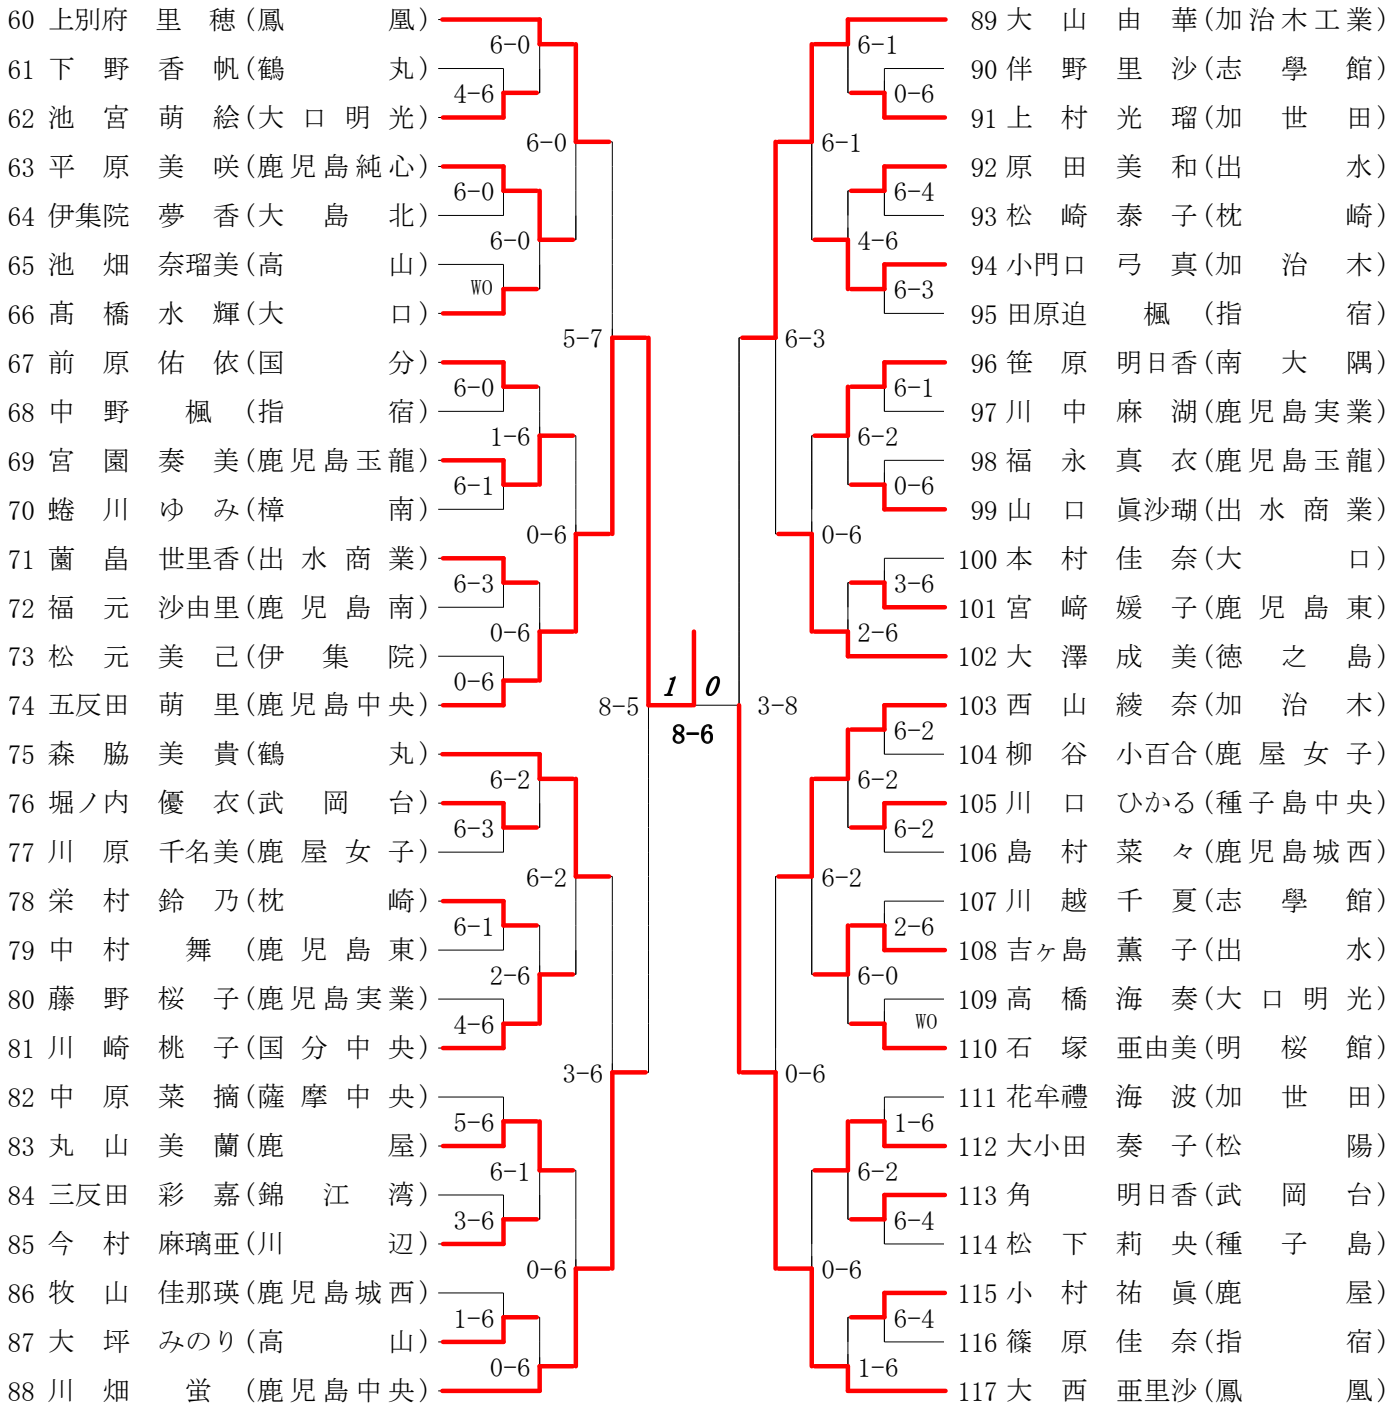 60 上別府 里 穂 (鳳 凰)
6-0
61 下 野 香 帆 (鶴 丸)
4-6
62 池 宮 萌 絵 (大 口 明 光)
6-0
63 平 原 美 咲 (鹿児島純心)
6-0
64 伊集院 夢 香 (大 島 北)
6-0
65 池 畑 奈瑠美 (高 山)
WO
66 髙 橋 水 輝 (大 口)
5-7
67 前 原 佑 依 (国 分)
6-0
68 中 野 楓 (指 宿)
1-6
69 宮 園 奏 美 (鹿児島玉龍)
6-1
70 蜷 川 ゆ み (樟 南)
0-6
71 薗 畠 世里香 (出 水 商 業)
6-3
72 福 元 沙由里 (鹿 児 島 南)
0-6
73 松 元 美 己 (伊 集 院)
0-6
74 五反田 萌 里 (鹿児島中央)
8-5
75 森 脇 美 貴 (鶴 丸)
6-2
76 堀ノ内 優 衣 (武 岡 台)
6-3
77 川 原 千名美 (鹿 屋 女 子)
6-2
78 栄 村 鈴 乃 (枕 崎)
6-1
79 中 村 舞 (鹿 児 島 東)
2-6
80 藤 野 桜 子 (鹿児島実業)
4-6
81 川 崎 桃 子 (国 分 中 央)
3-6
82 中 原 菜 摘 (薩 摩 中 央)
5-6
83 丸 山 美 蘭 (鹿 屋)
6-1
84 三反田 彩 嘉 (錦 江 湾)
3-6
85 今 村 麻璃亜 (川 辺)
0-6
86 牧 山 佳那瑛 (鹿児島城西)
1-6
87 大 坪 みのり (高 山)
0-6
88 川 畑 蛍 (鹿児島中央)
1 0
8-6
89 大 山 由 華 (加治木工業)
6-1
90 伴 野 里 沙 (志 學 館)
0-6
91 上 村 光 瑠 (加 世 田)
6-1
92 原 田 美 和 (出 水)
6-4
93 松 崎 泰 子 (枕 崎)
4-6
94 小門口 弓 真 (加 治 木)
6-3
95 田原迫 楓 (指 宿)
6-3
96 笹 原 明日香 (南 大 隅)
6-1
97 川 中 麻 湖 (鹿児島実業)
6-2
98 福 永 真 衣 (鹿児島玉龍)
0-6
99 山 口 眞沙瑚 (出 水 商 業)
0-6
100 本 村 佳 奈 (大 口)
3-6
101 宮 﨑 媛 子 (鹿 児 島 東)
2-6
102 大 澤 成 美 (徳 之 島)
3-8
103 西 山 綾 奈 (加 治 木)
6-2
104 柳 谷 小百合 (鹿 屋 女 子)
6-2
105 川 口 ひかる (種子島中央)
6-2
106 島 村 菜 々 (鹿児島城西)
6-2
107 川 越 千 夏 (志 學 館)
2-6
108 吉ヶ島 薫 子 (出 水)
6-0
109 高 橋 海 奏 (大 口 明 光)
WO
110 石 塚 亜由美 (明 桜 館)
0-6
111 花牟禮 海 波 (加 世 田)
1-6
112 大小田 奏 子 (松 陽)
6-2
113 角 明日香 (武 岡 台)
6-4
114 松 下 莉 央 (種 子 島)
0-6
115 小 村 祐 眞 (鹿 屋)
6-4
116 篠 原 佳 奈 (指 宿)
1-6
117 大 西 亜里沙 (鳳 凰)